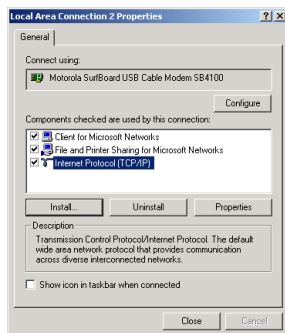 Local Area Connection 2 Properties
General
Connect using:
Motorola SurfBoard USB Cable Modem SB4100
Configure
Components checked are used by this connection:
Client for Microsoft Networks
File and Printer Sharing for Microsoft Networks
Internet Protocol (TCP/IP)
Install...
Uninstall
Properties
Description
Transmission Control Protocol/Internet Protocol. The default
wide area network protocol that provides communication
across diverse interconnected networks.
Show icon in taskbar when connected
Close
Cancel